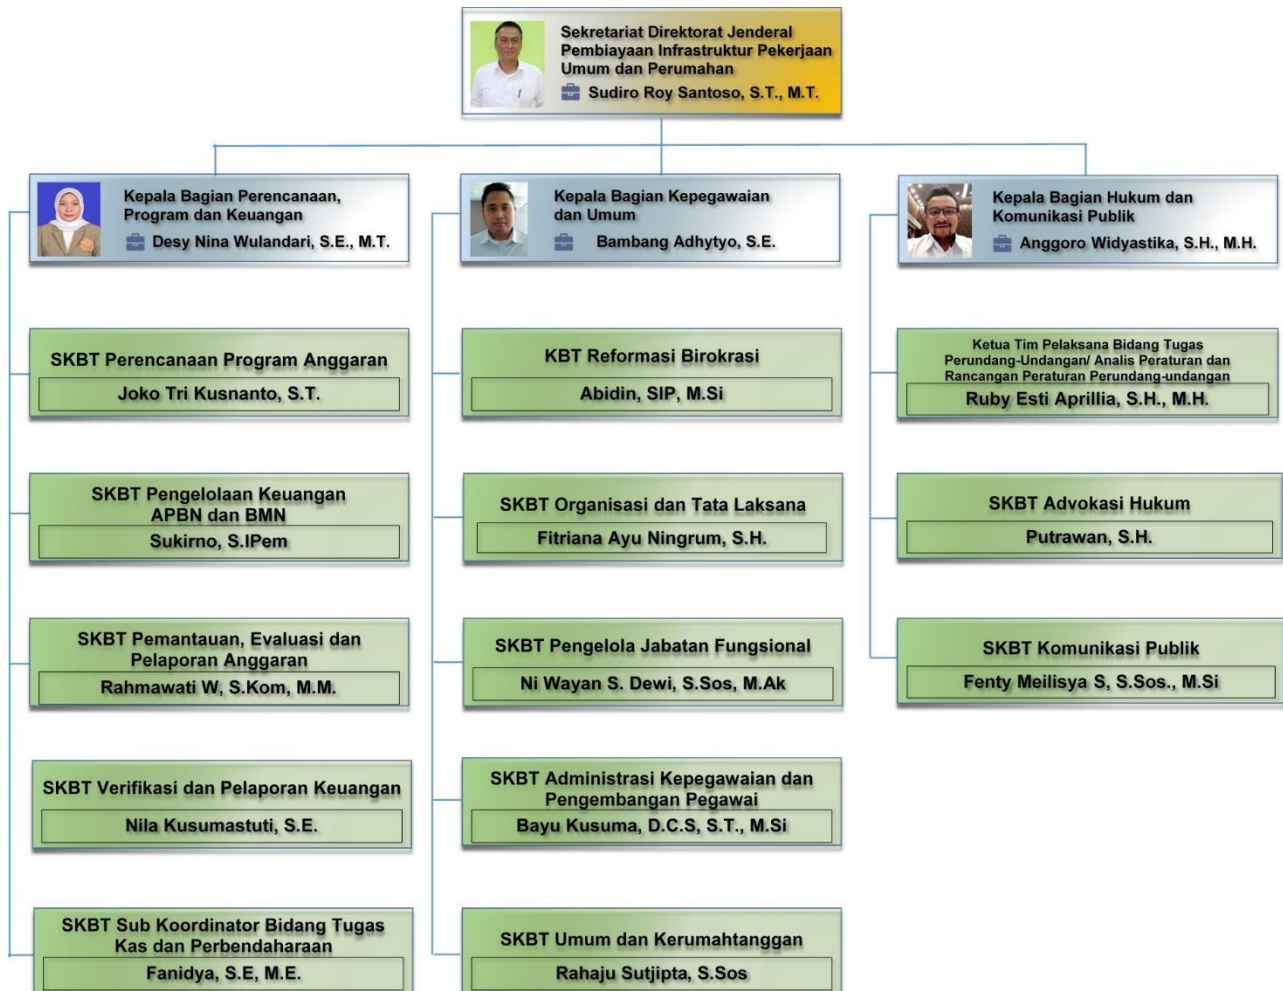 Sekretariat Direktorat Jenderal
Pembiayaan Infrastruktur Pekerjaan
Umum dan Perumahan
Sudiro Roy Santoso, S.T., M.T.
Kepala Bagian Perencanaan,
Program dan Keuangan
Desy Nina Wulandari, S.E., M.T.
Kepala Bagian Kepegawaian
dan Umum
Bambang Adhytyo, S.E.
Kepala Bagian Hukum dan
Komunikasi Publik
Anggoro Widyastika, S.H., M.H.
SKBT Perencanaan Program Anggaran
Joko Tri Kusnanto, S.T.
KBT Reformasi Birokrasi
Abidin, SIP, M.Si
Ketua Tim Pelaksana Bidang Tugas
Perundang-Undangan/ Analis Peraturan dan
Rancangan Peraturan Perundang-undangan
Ruby Esti Aprillia, S.H., M.H.
SKBT Pengelolaan Keuangan
APBN dan BMN
Sukirno, S.IPem
SKBT Organisasi dan Tata Laksana
Fitriana Ayu Ningrum, S.H.
SKBT Advokasi Hukum
Putrawan, S.H.
SKBT Pemantauan, Evaluasi dan
Pelaporan Anggaran
Rahmawati W, S.Kom, M.M.
SKBT Pengelola Jabatan Fungsional
Ni Wayan S. Dewi, S.Sos, M.Ak
SKBT Komunikasi Publik
Fenty Meilisya S, S.Sos., M.Si
SKBT Verifikasi dan Pelaporan Keuangan
Nila Kusumastuti, S.E.
SKBT Administrasi Kepegawaian dan
Pengembangan Pegawai
Bayu Kusuma, D.C.S, S.T., M.Si
SKBT Sub Koordinator Bidang Tugas
Kas dan Perbendaharaan
Fanidya, S.E, M.E.
SKBT Umum dan Kerumahtanggan
Rahaju Sutjipta, S.Sos